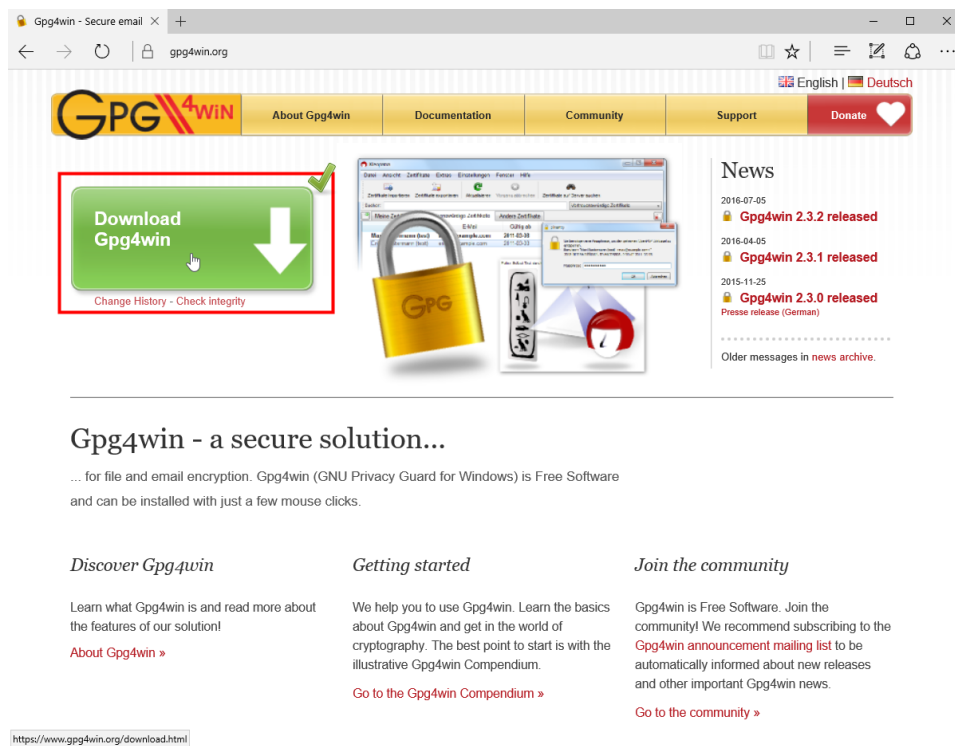 Gpg4win - Secure email
gpg4win.org
English | Deutsch
GPG 4WIN
About Gpg4win
Documentation
Community
Support
Donate
Download
Gpg4win
Change History - Check integrity
Kleopatra
Datei Ansicht Zertifikate Extras Einstellungen Fenster Hilfe
GPG
News
2016-07-05
Gpg4win 2.3.2 released
2016-04-05
Gpg4win 2.3.1 released
2015-11-25
Gpg4win 2.3.0 released
Presse release (German)
Older messages in news archive.
Gpg4win - a secure solution...
... for file and email encryption. Gpg4win (GNU Privacy Guard for Windows) is Free Software
and can be installed with just a few mouse clicks.
Discover Gpg4win
Learn what Gpg4win is and read more about
the features of our solution!
About Gpg4win »
Getting started
We help you to use Gpg4win. Learn the basics
about Gpg4win and get in the world of
cryptography. The best point to start is with the
illustrative Gpg4win Compendium.
Go to the Gpg4win Compendium »
Join the community
Gpg4win is Free Software. Join the
community! We recommend subscribing to the
Gpg4win announcement mailing list to be
automatically informed about new releases
and other important Gpg4win news.
Go to the community »
https://www.gpg4win.org/download.html